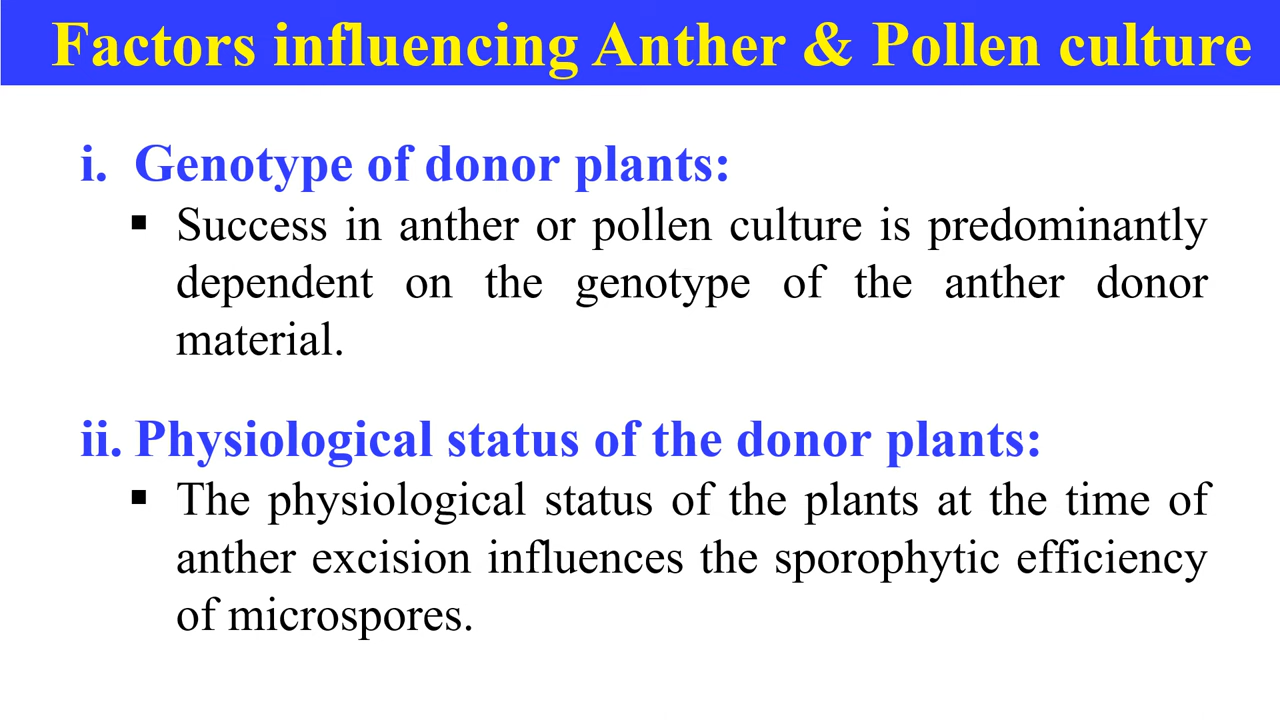 Factors influencing Anther & Pollen culture
i. Genotype of donor plants:
▪ Success in anther or pollen culture is predominantly
dependent on the genotype of the anther donor
material.
ii. Physiological status of the donor plants:
▪ The physiological status of the plants at the time of
anther excision influences the sporophytic efficiency
of microspores.